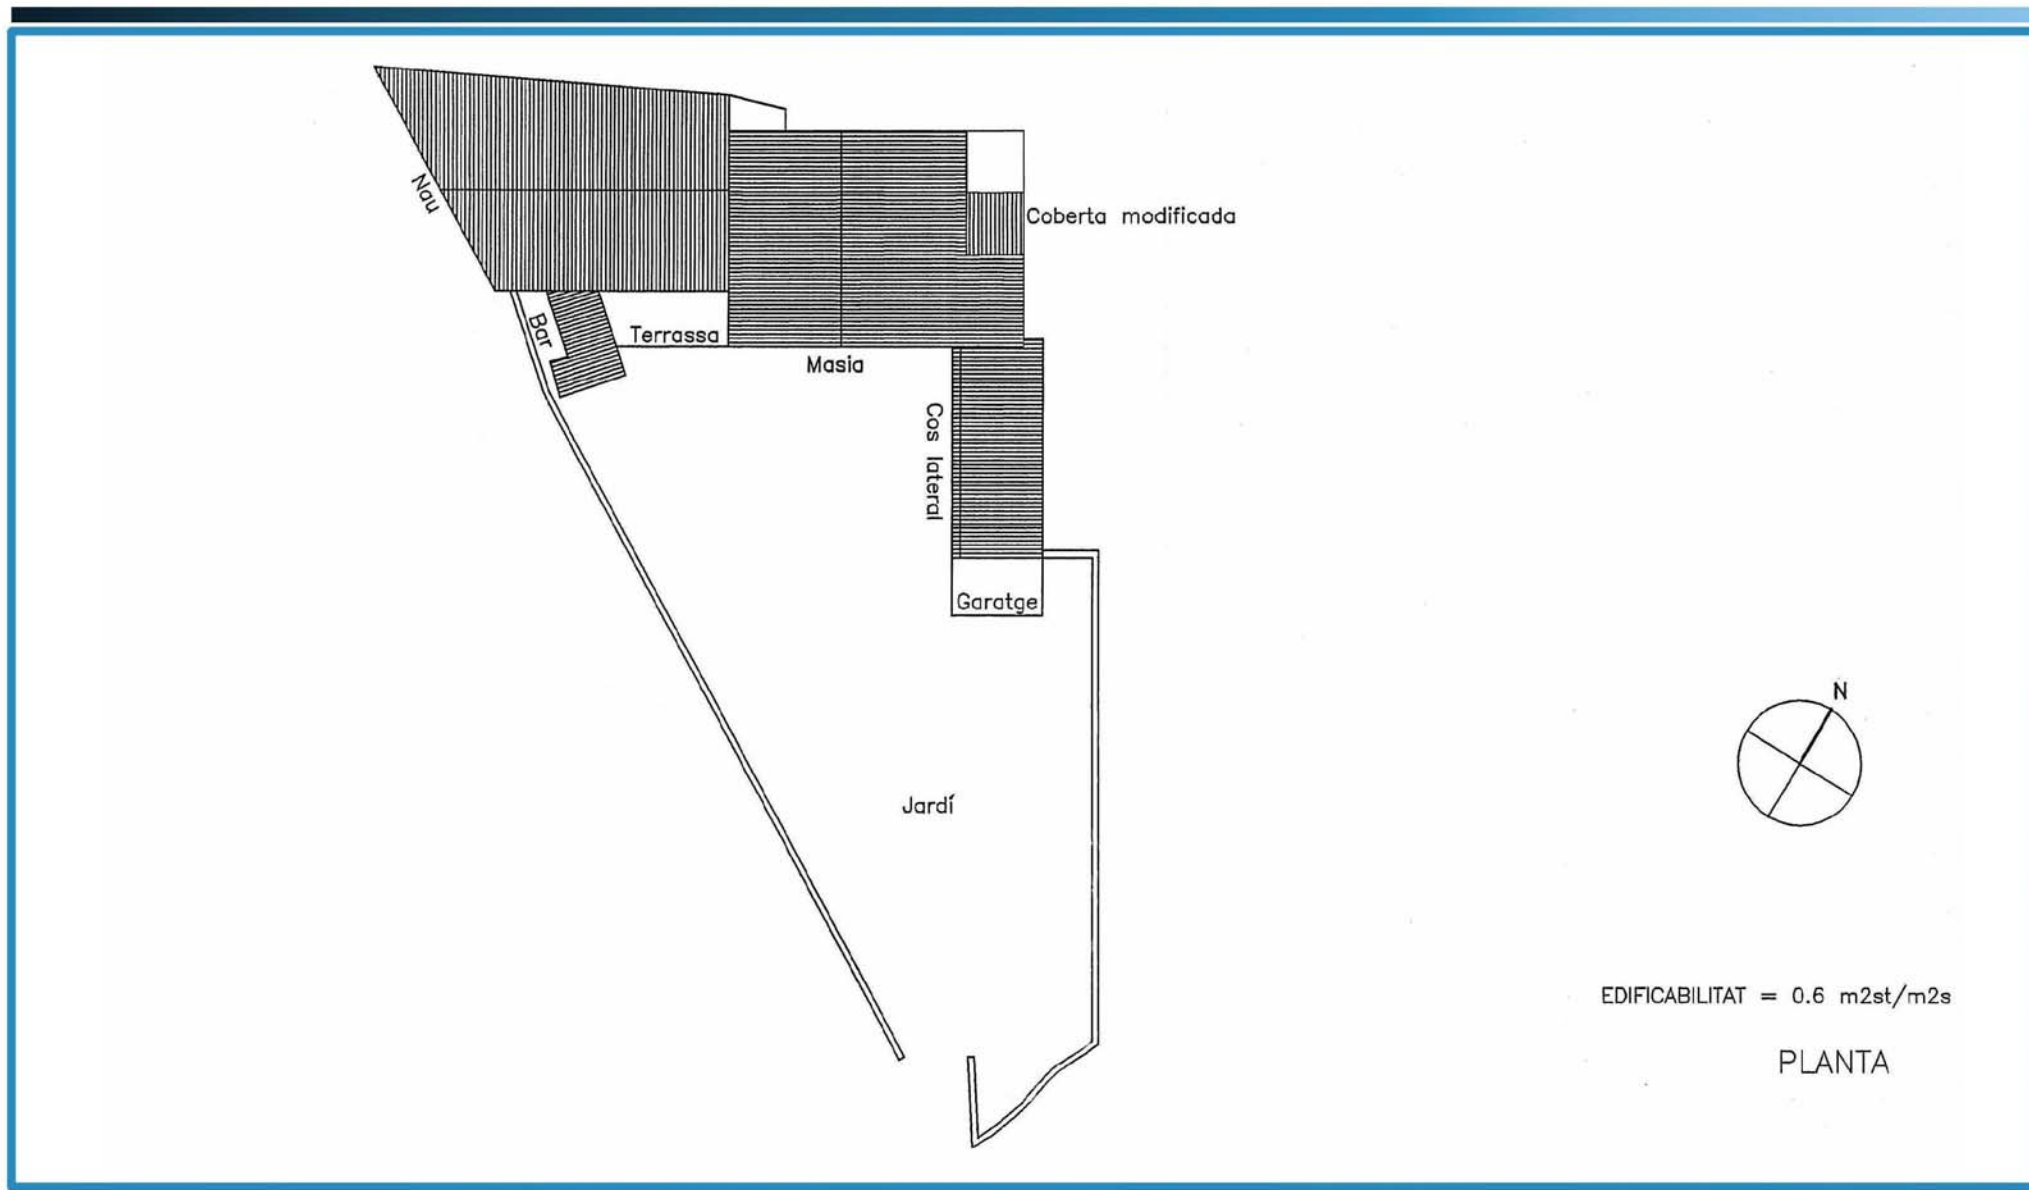 Nau
Coberta modificada
Bar
Terrassa
Masia
Cos lateral
Garatge
N
Jardí
EDIFICABILITAT = 0.6 m2st/m2s
PLANTA